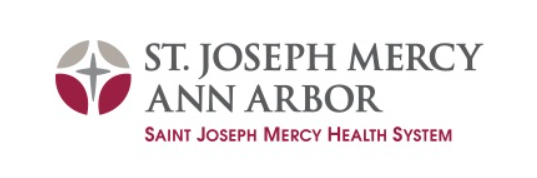 ST. JOSEPH MERCY
ANN ARBOR
SAINT JOSEPH MERCY HEALTH SYSTEM